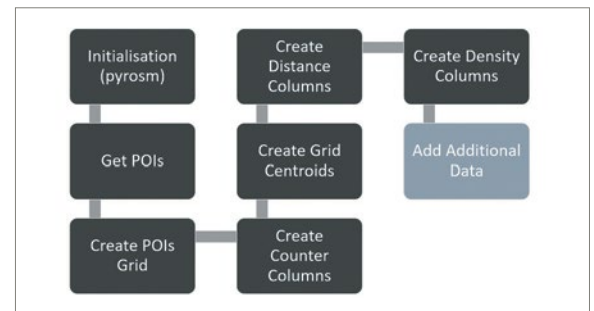 Initialisation
(pyrosm)
Get POIs
Create POIs
Grid
Create
Counter
Columns
Create Grid
Centroids
Create
Distance
Columns
Create Density
Columns
Add Additional
Data